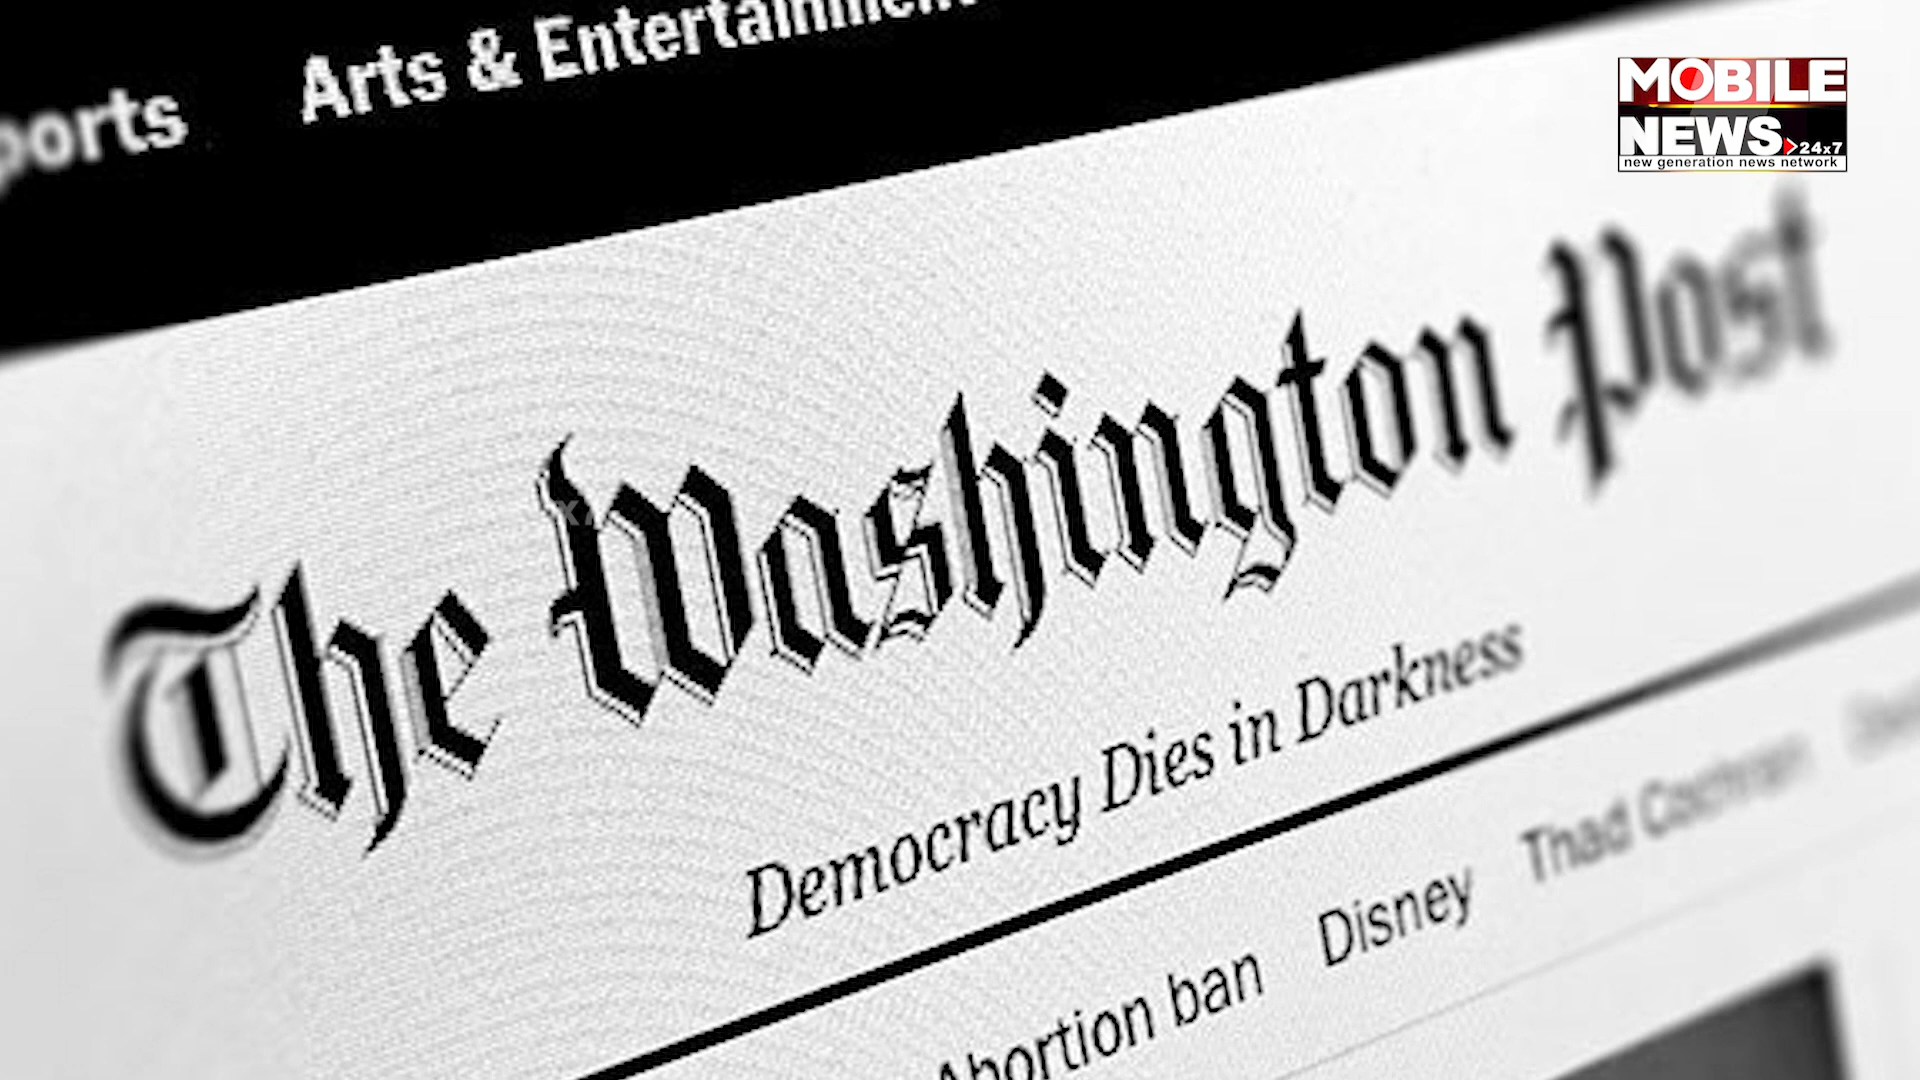 ports Arts & Entertainment
MOBILE
NEWS 24x7
new generation news network
The Washington Post
Democracy Dies in Darkness
Abortion ban Disney Thad Cochran